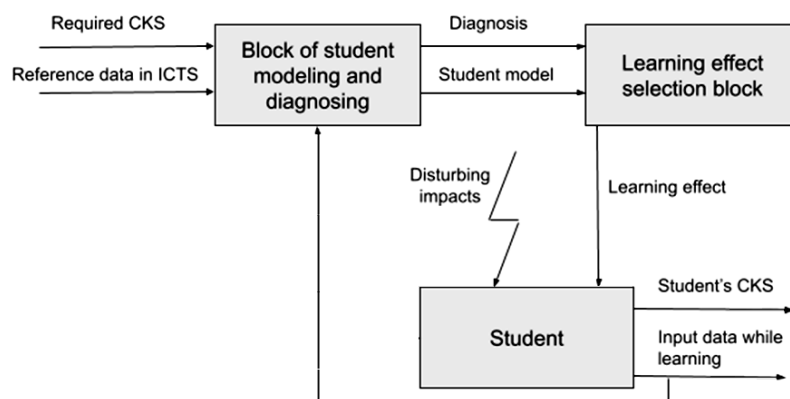 Required CKS
Reference data in ICTS
Block of student
modeling and
diagnosing
Diagnosis
Student model
Learning effect
selection block
Disturbing
impacts
Learning effect
Student
Student’s CKS
Input data while
learning